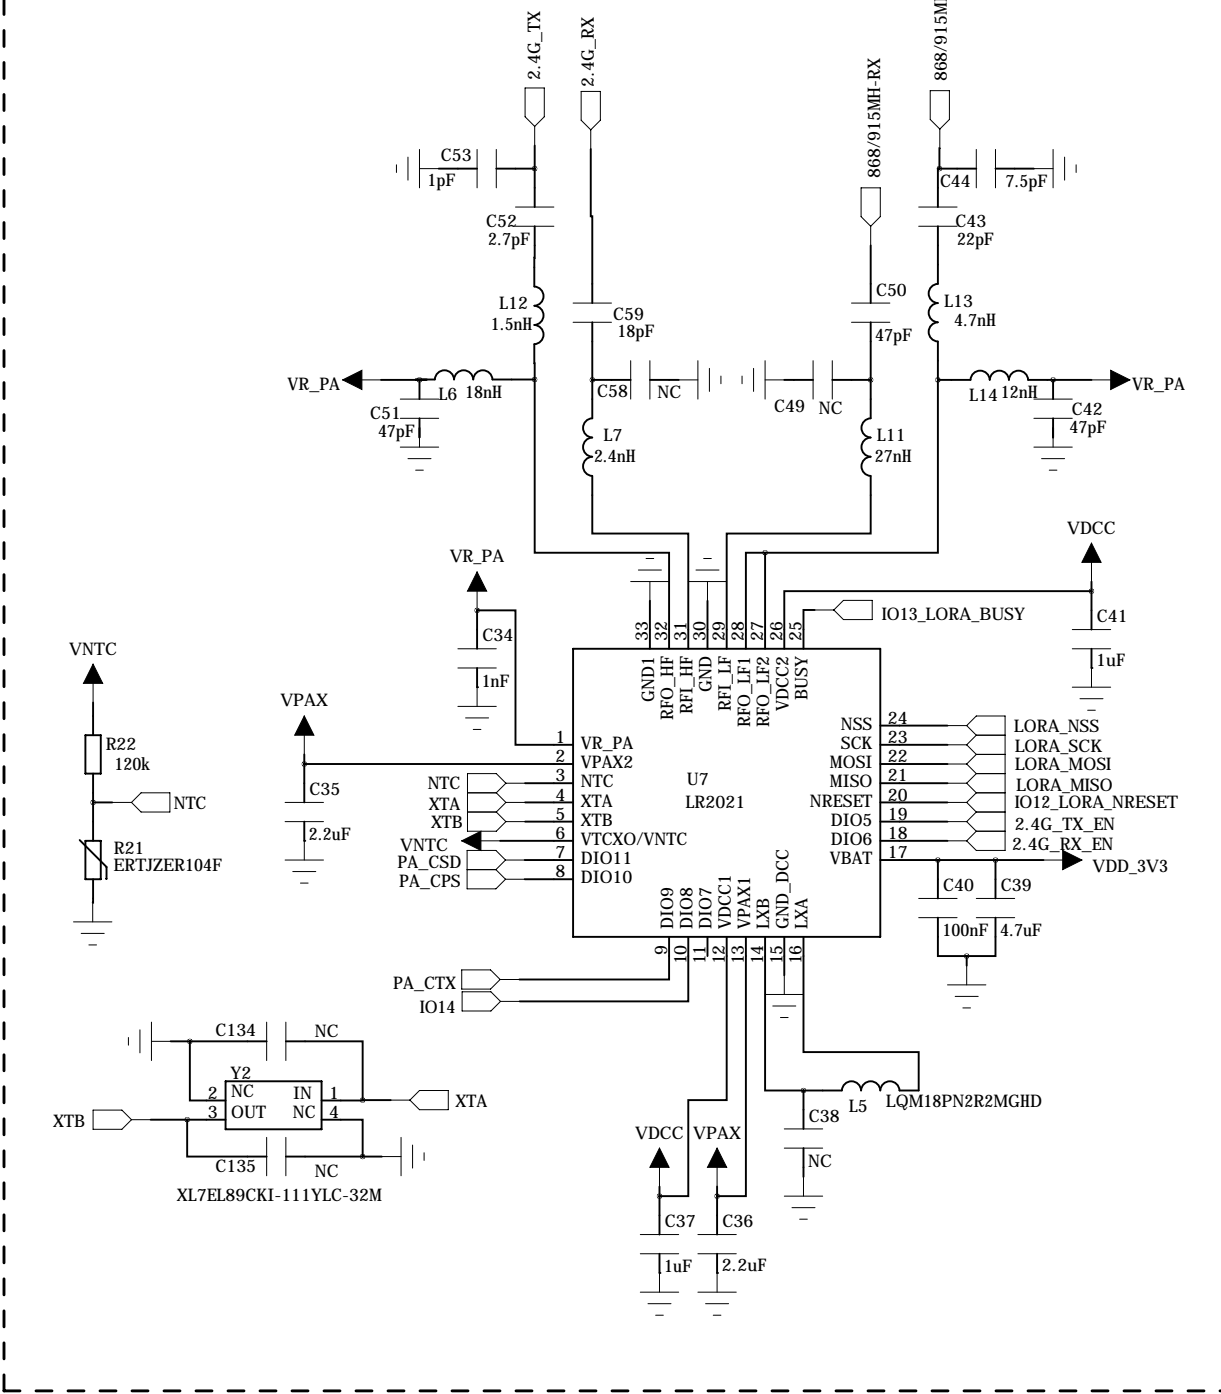 2.4G_TX
2.4G_RX
868/915MH-RX
C53
1pF
C52
2.7pF
L12
1.5nH
C59
18pF
C50
47pF
C44
7.5pF
C43
22pF
L13
4.7nH
VR_PA
L6 18nH
C51
47pF
C58
NC
C49
NC
L14 12nH
VR_PA
C42
47pF
L7
2.4nH
L11
27nH
VR_PA
C34
1nF
VDCC
C41
1uF
IO13_LORA_BUSY
VNTC
R22
120k
NTC
R21
ERTJZER104F
VPAX
C35
2.2uF
33
32
31
30
29
28
27
26
25
GND1
RFO_HF
RFI_HF
GND
RFI_LF
RFO_LF1
RFO_LF2
VDCC2
BUSY
U7
LR2021
1 VR_PA
2 VPAX2
NTC 3 NTC
XTA 4 XTA
XTB 5 XTB
VNTC 6 VTCXO/VNTC
PA_CSD 7 DIO11
PA_CPS 8 DIO10
NSS 24 LORA_NSS
SCK 23 LORA_SCK
MOSI 22 LORA_MOSI
MISO 21 LORA_MISO
NRESET 20 IO12_LORA_NRESET
DIO5 19 2.4G_TX_EN
DIO6 18 2.4G_RX_EN
VBAT 17
VDD_3V3
C40
100nF
C39
4.7uF
DIO9
DIO8
DIO7
VDCC1
VPAX1
LXB
GND_DCC
LXA
9
10
11
12
13
14
15
16
PA_CTX
IO14
C134
NC
Y2
2 NC IN 1
3 OUT NC 4
XTB
XTA
C135
NC
XL7EL89CKI-111YLC-32M
L5
LQM18PN2R2MGHD
C38
NC
VDCC
VPAX
C37
1uF
C36
2.2uF